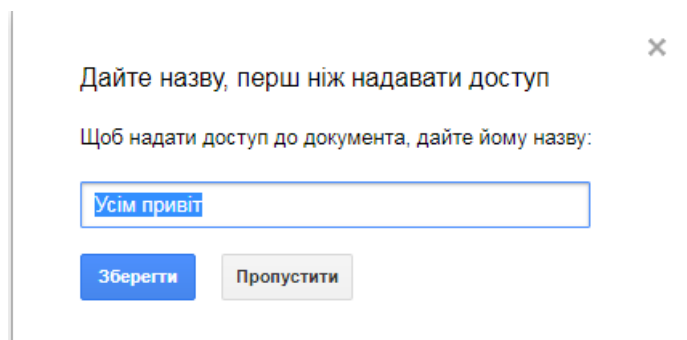 Дайте назву, перш ніж надавати доступ
Щоб надати доступ до документа, дайте йому назву:
Усім привіт
Зберегти
Пропустити